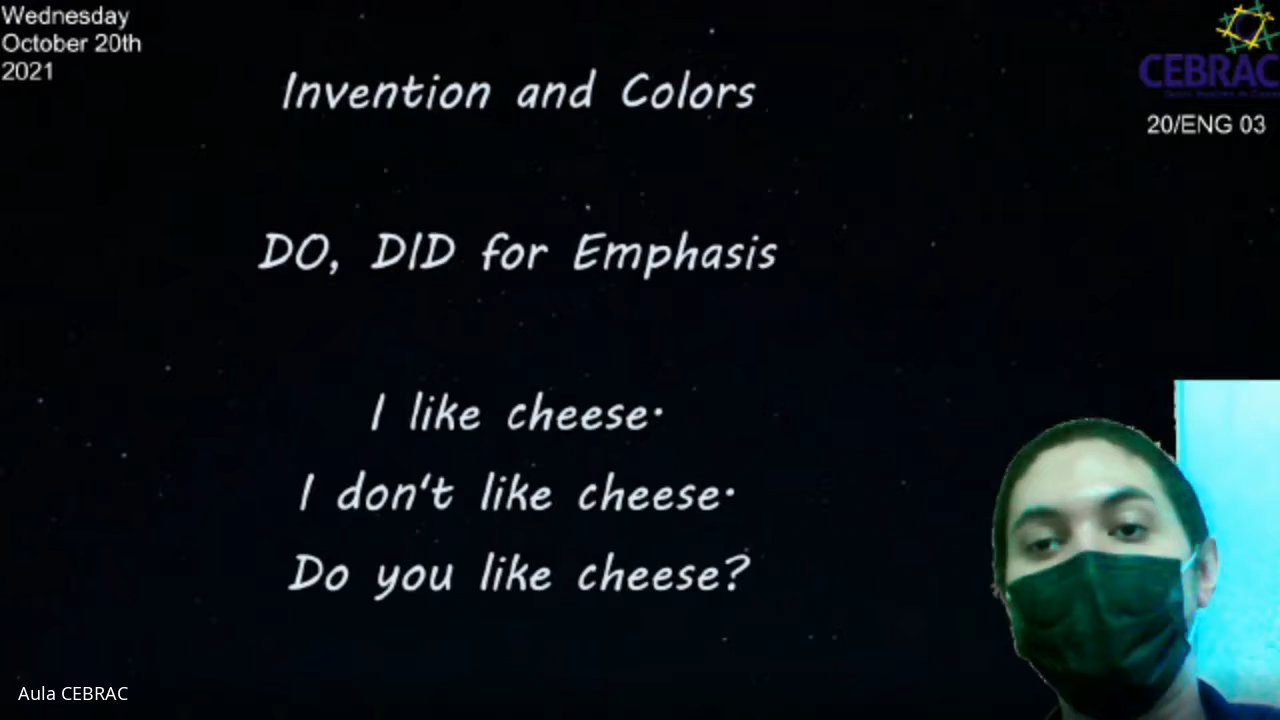 Wednesday
October 20th
2021
CEBRAC
20/ENG 03
Invention and Colors
DO, DID for Emphasis
I like cheese.
I don't like cheese.
Do you like cheese?
Aula CEBRAC